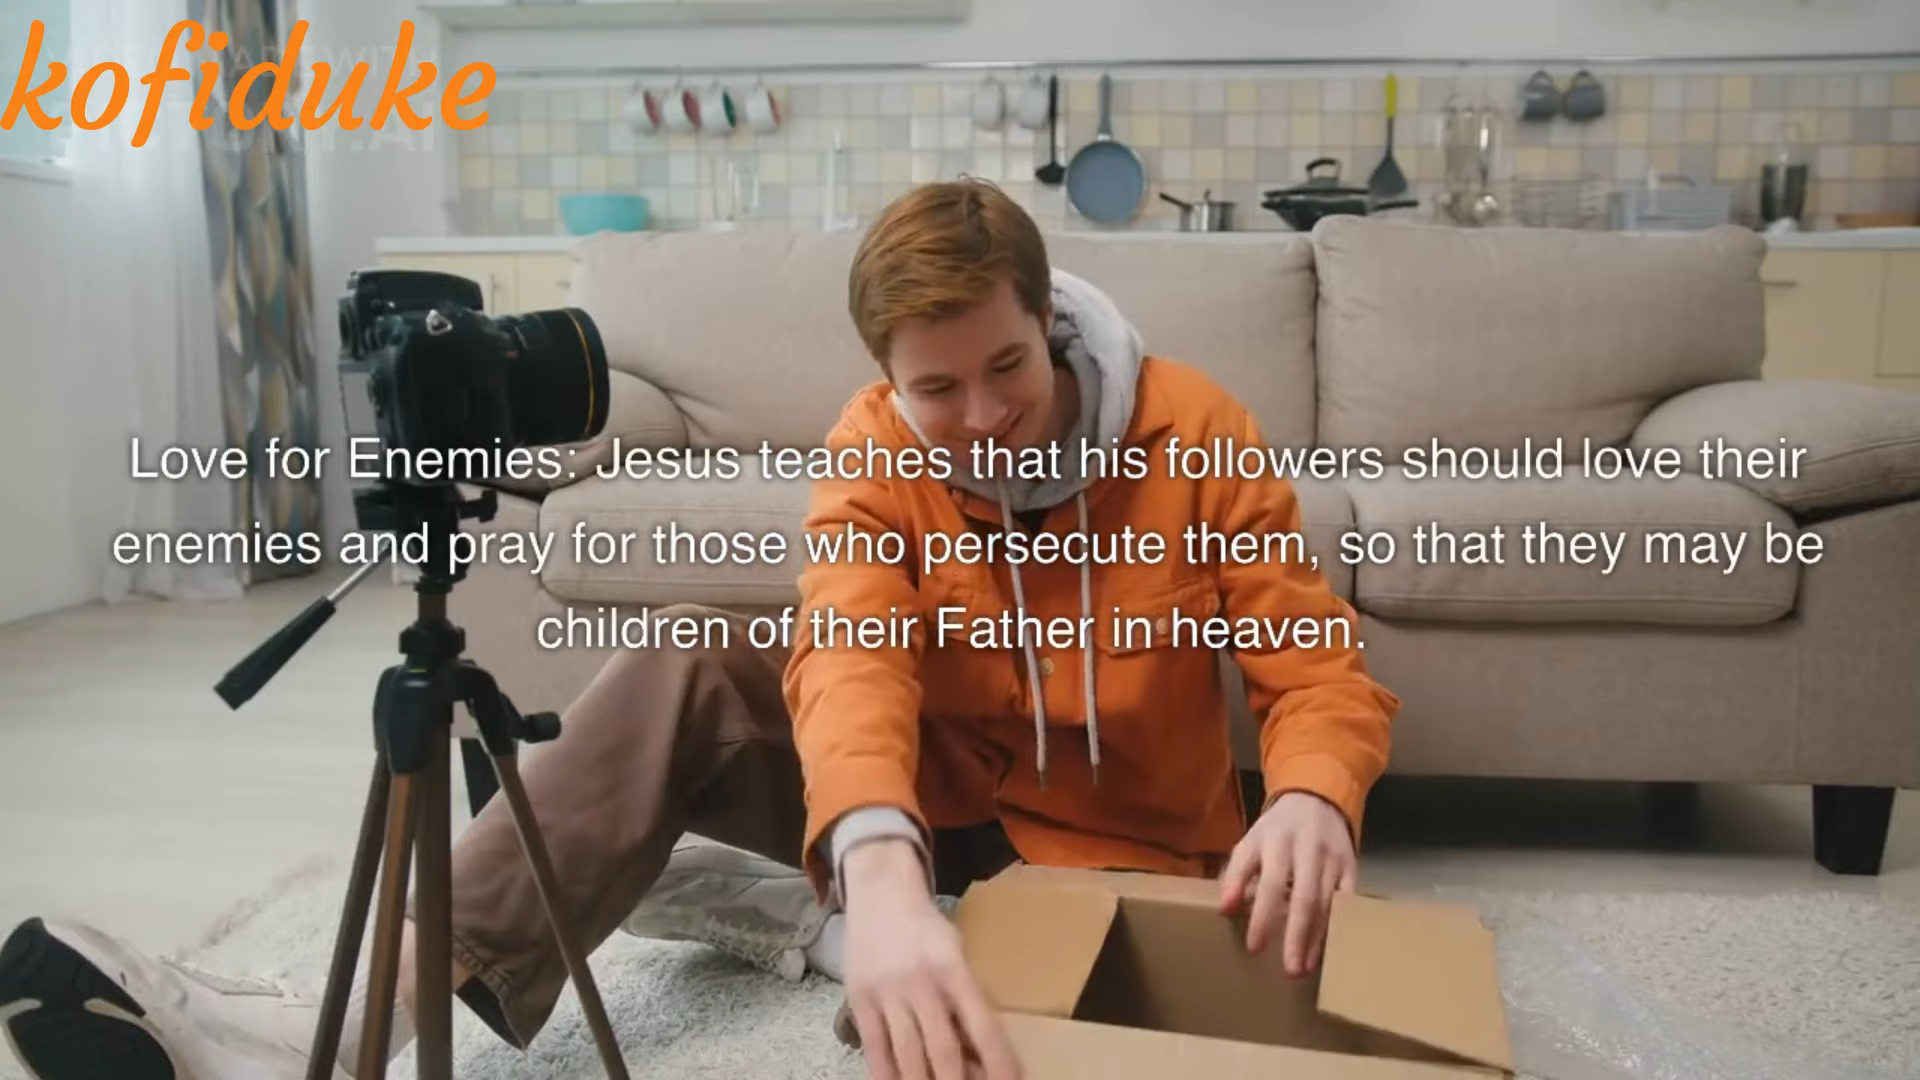 kofiduke
Love for Enemies: Jesus teaches that his followers should love their
enemies and pray for those who persecute them, so that they may be
children of their Father in heaven.